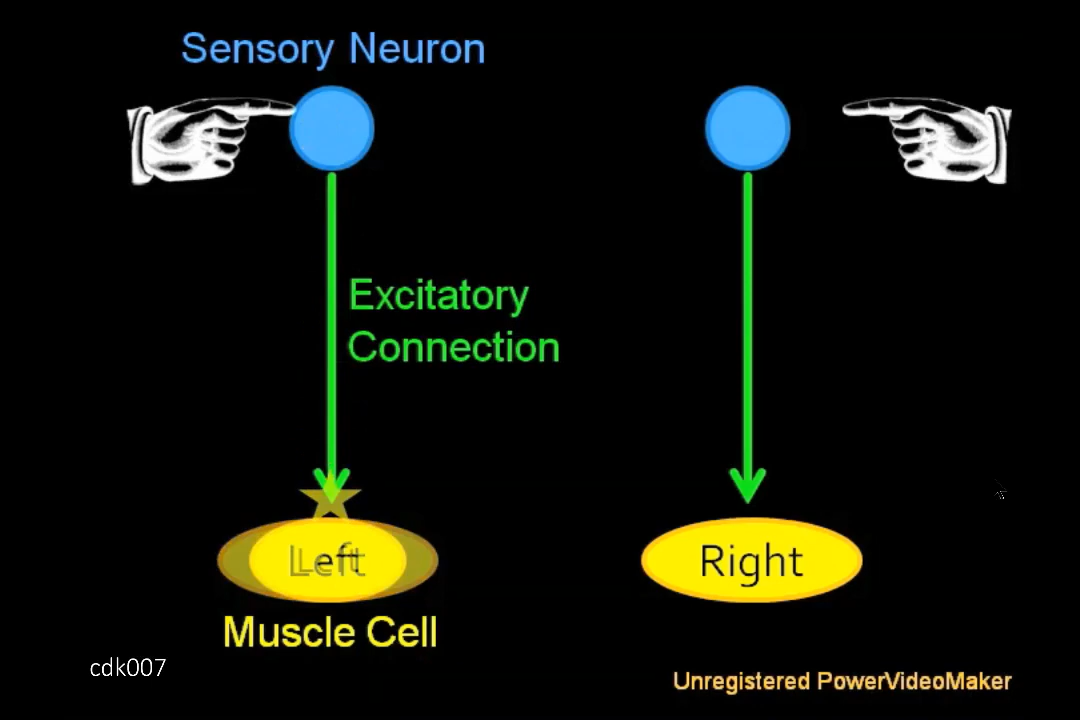 Sensory Neuron
Excitatory
Connection
Left
Right
Muscle Cell
cdk007
Unregistered PowerVideoMaker